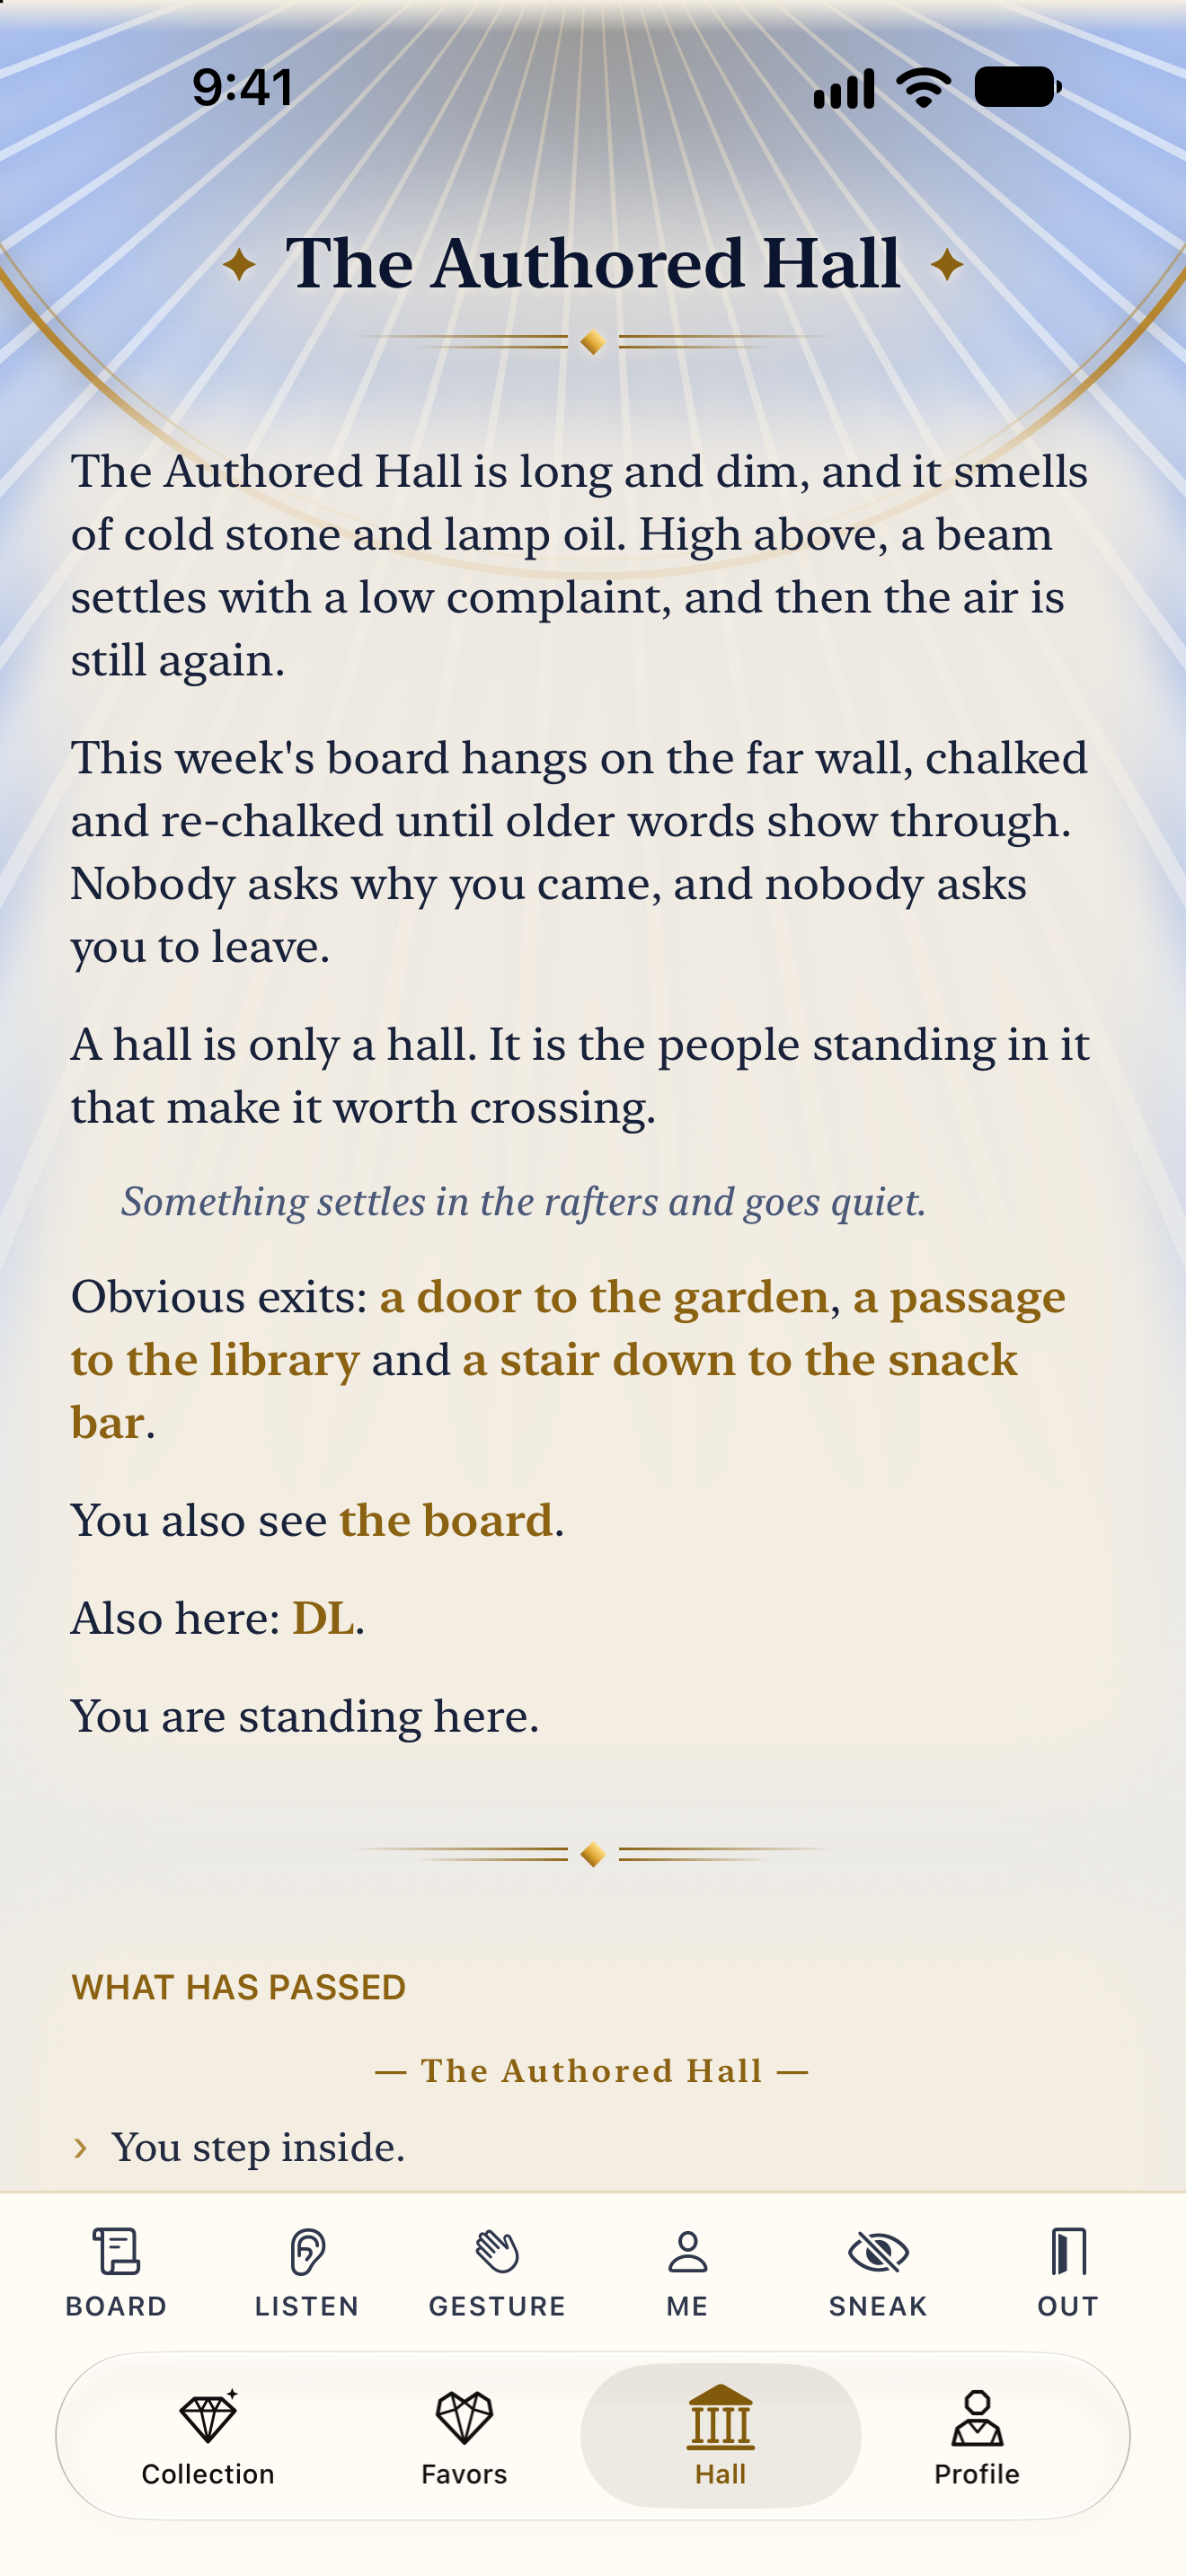 9:41
The Authored Hall
The Authored Hall is long and dim, and it smells
of cold stone and lamp oil. High above, a beam
settles with a low complaint, and then the air is
still again.
This week's board hangs on the far wall, chalked
and re-chalked until older words show through.
Nobody asks why you came, and nobody asks
you to leave.
A hall is only a hall. It is the people standing in it
that make it worth crossing.
Something settles in the rafters and goes quiet.
Obvious exits: a door to the garden, a passage
to the library and a stair down to the snack
bar.
You also see the board.
Also here: DL.
You are standing here.
WHAT HAS PASSED
— The Authored Hall —
› You step inside.
BOARD LISTEN GESTURE ME SNEAK OUT
Collection Favors Hall Profile